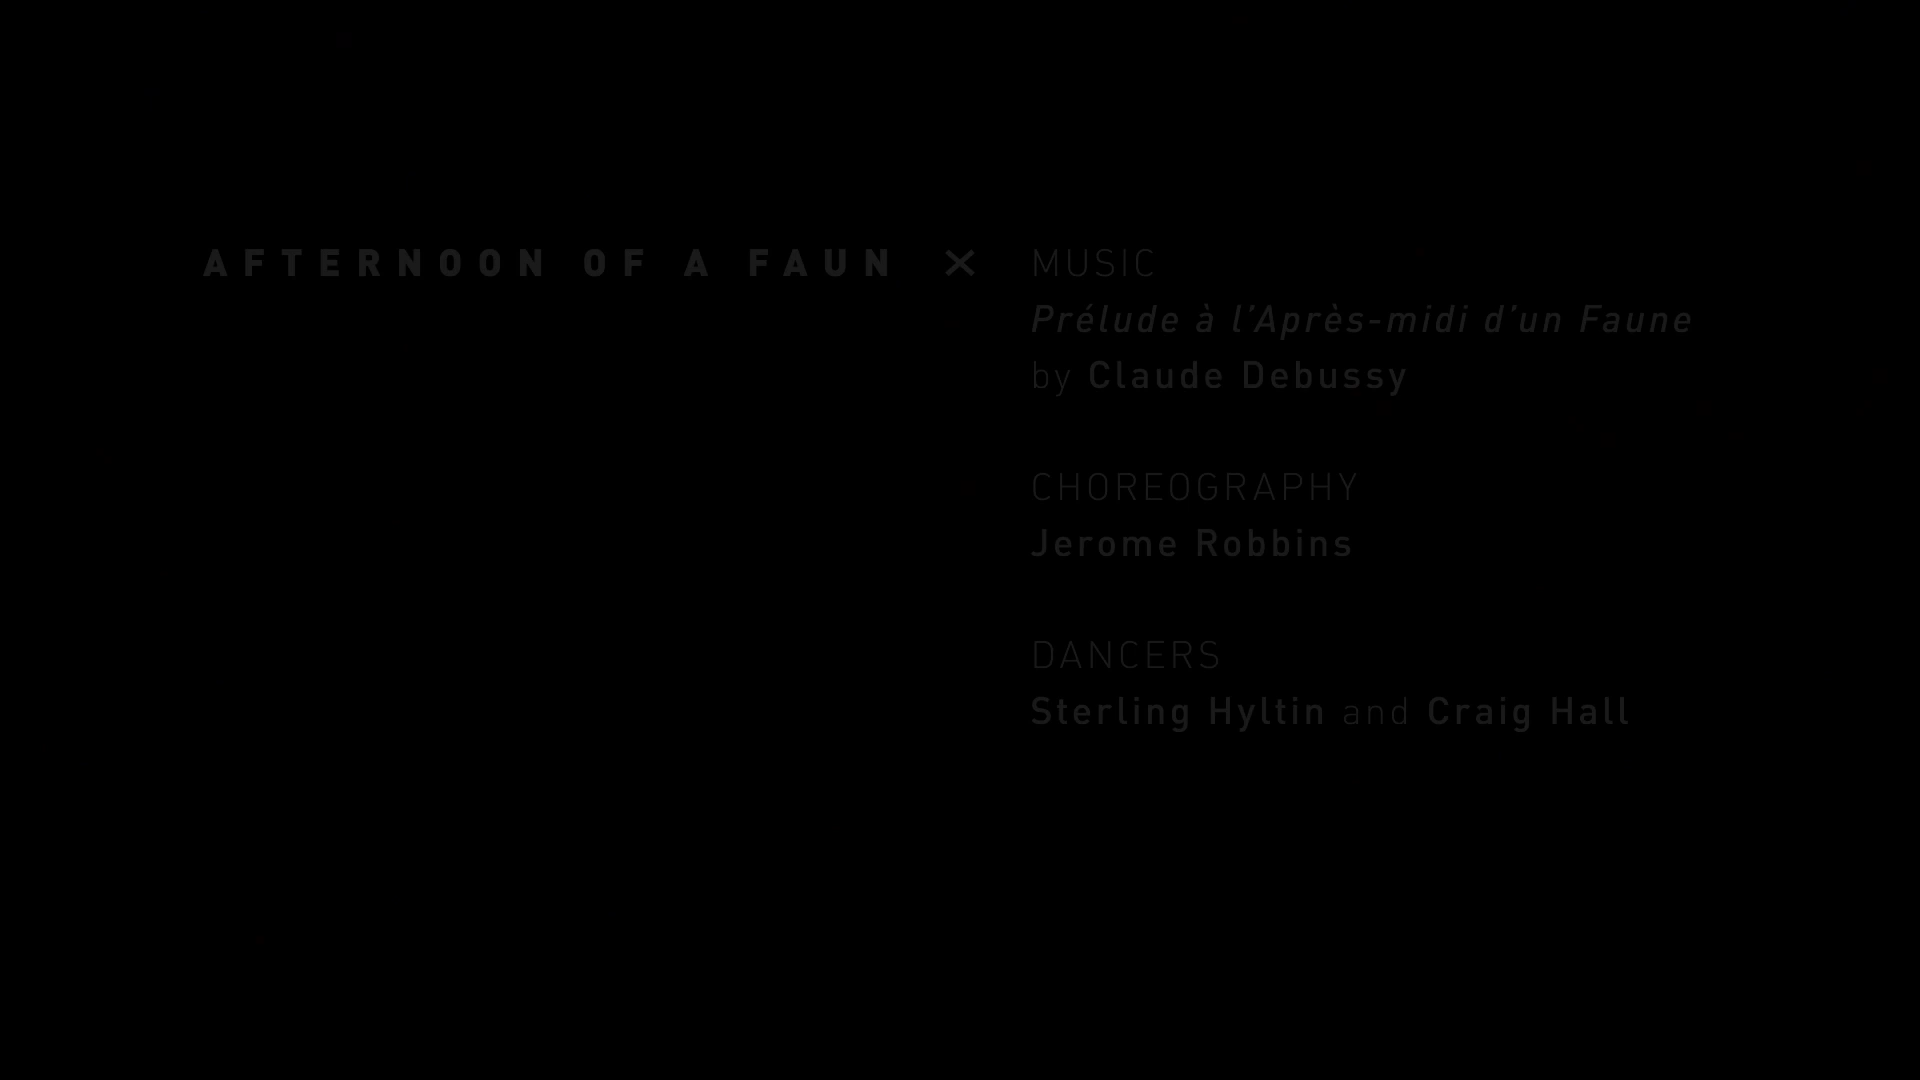 AFTERNOON OF A FAUN × MUSIC
Prélude à l’Après-midi d’un Faune
by Claude Debussy
CHOREOGRAPHY
Jerome Robbins
DANCERS
Sterling Hyltin and Craig Hall